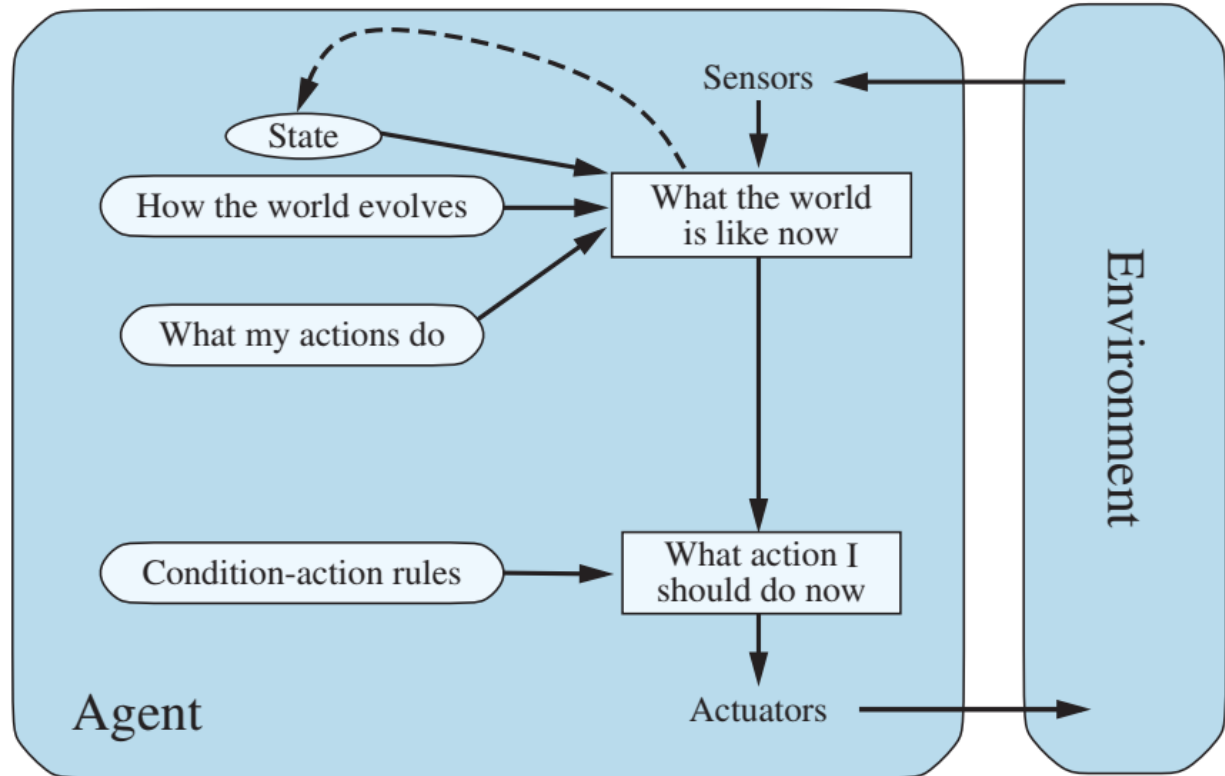 Sensors
State
How the world evolves
What the world
is like now
What my actions do
Condition-action rules
What action I
should do now
Agent
Actuators
Environment